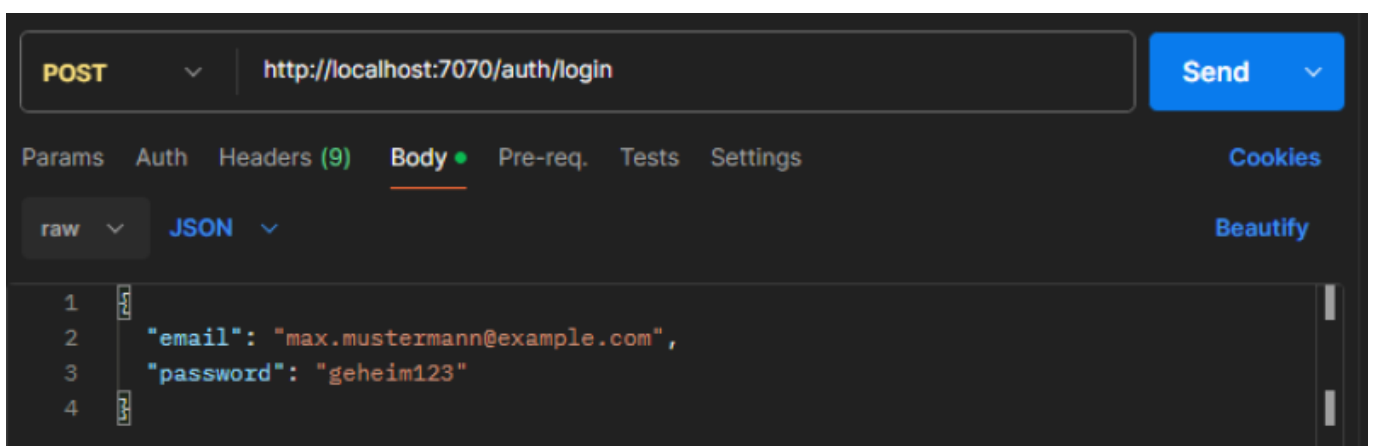 POST http://localhost:7070/auth/login Send
Params Auth Headers (9) Body Pre-req. Tests Settings Cookies
raw JSON Beautify
1 {
2 "email": "max.mustermann@example.com",
3 "password": "geheim123"
4 }